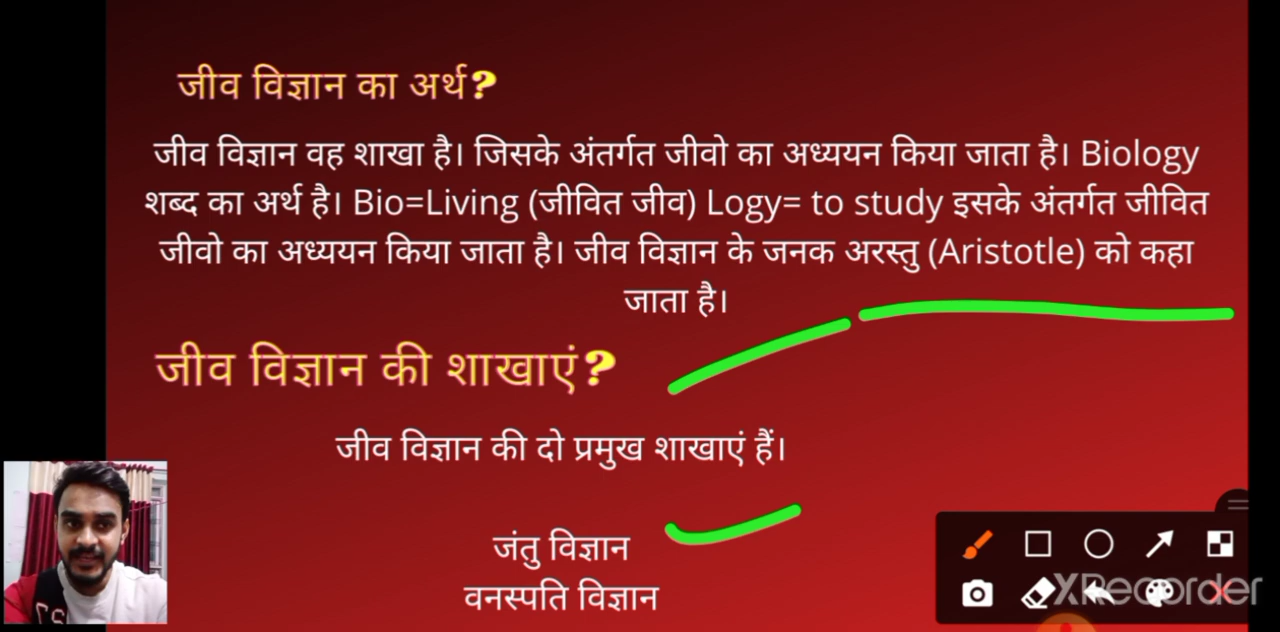 जीव विज्ञान का अर्थ?
जीव विज्ञान वह शाखा है। जिसके अंतर्गत जीवो का अध्ययन किया जाता है। Biology
शब्द का अर्थ है। Bio=Living (जीवित जीव) Logy= to study इसके अंतर्गत जीवित
जीवो का अध्ययन किया जाता है। जीव विज्ञान के जनक अरस्तु (Aristotle) को कहा
जाता है।
जीव विज्ञान की शाखाएं?
जीव विज्ञान की दो प्रमुख शाखाएं हैं।
जंतु विज्ञान
वनस्पति विज्ञान
XRecorder